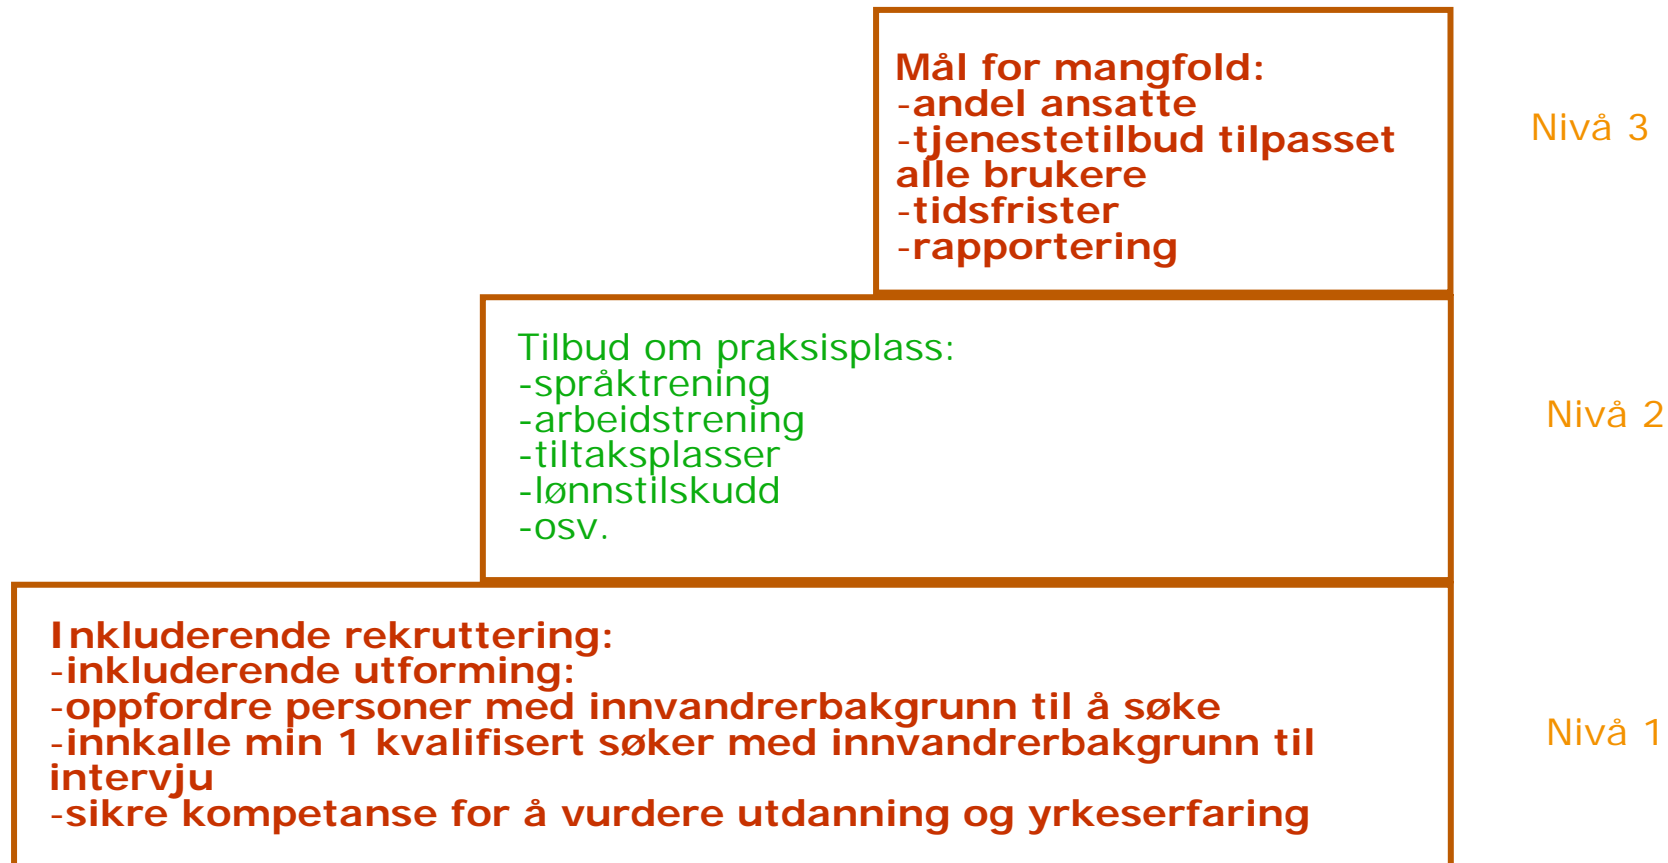 Mål for mangfold:
-andel ansatte
-tjenestetilbud tilpasset
alle brukere
-tidsfrister
-rapportering
Nivå 3
Tilbud om praksisplass:
-språktrening
-arbeidstrening
-tiltaksplasser
-lønnstilskudd
-osv.
Nivå 2
Inkluderende rekruttering:
-inkluderende utforming:
-oppfordre personer med innvandrerbakgrunn til å søke
-innkalle min 1 kvalifisert søker med innvandrerbakgrunn til
intervju
-sikre kompetanse for å vurdere utdanning og yrkeserfaring
Nivå 1